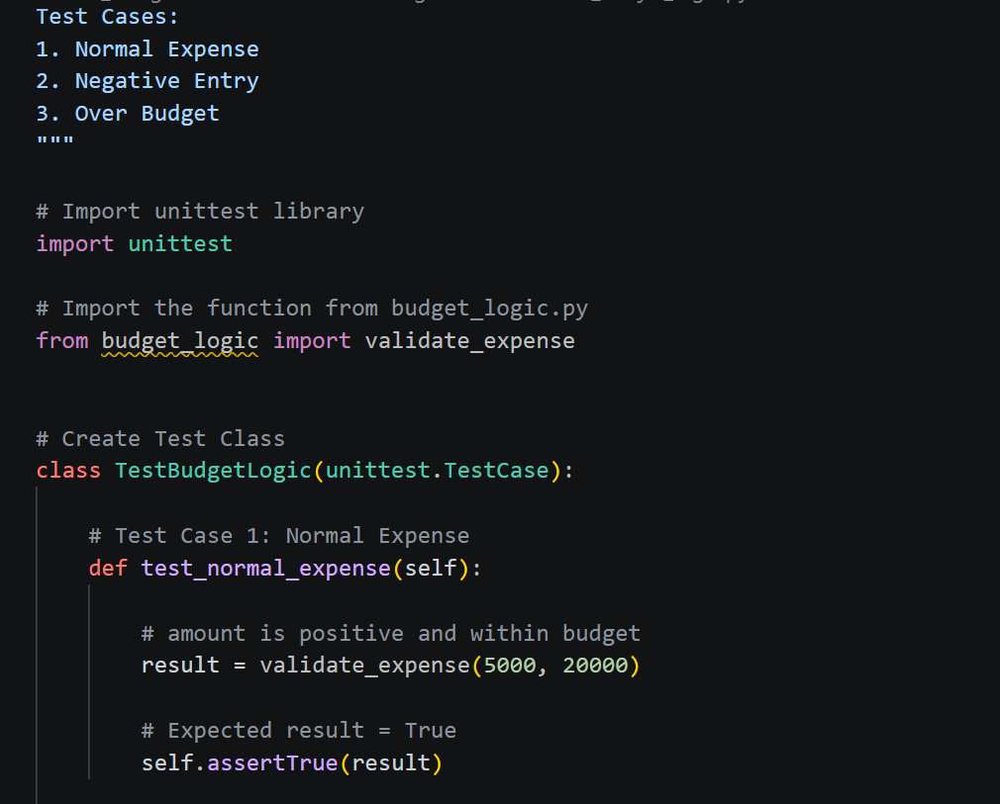 Test Cases:
1. Normal Expense
2. Negative Entry
3. Over Budget
"""
# Import unittest library
import unittest
# Import the function from budget_logic.py
from budget_logic import validate_expense
# Create Test Class
class TestBudgetLogic(unittest.TestCase):
# Test Case 1: Normal Expense
def test_normal_expense(self):
# amount is positive and within budget
result = validate_expense(5000, 20000)
# Expected result = True
self.assertTrue(result)